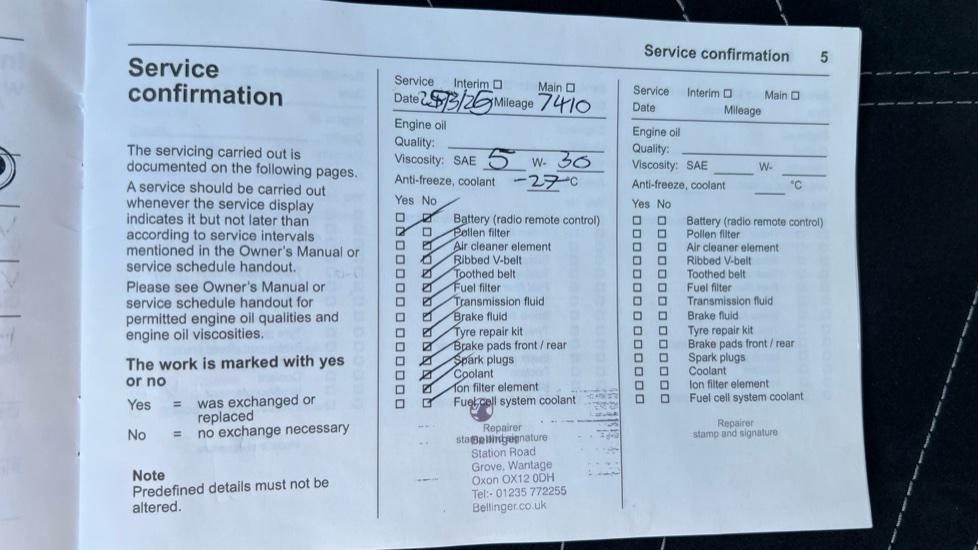 Service confirmation 5
Service
confirmation
The servicing carried out is
documented on the following pages.
A service should be carried out
whenever the service display
indicates it but not later than
according to service intervals
mentioned in the Owner's Manual or
service schedule handout.
Please see Owner's Manual or
service schedule handout for
permitted engine oil qualities and
engine oil viscosities.
The work is marked with yes
or no
Yes = was exchanged or
replaced
No = no exchange necessary
Note
Predefined details must not be
altered.
Service Interim Main
Date Mileage 7410
Engine oil
Quality:
Viscosity: SAE 5 W- 30
Anti-freeze, coolant -27 °C
Yes No
Battery (radio remote control)
Pollen filter
Air cleaner element
Ribbed V-belt
Toothed belt
Fuel filter
Transmission fluid
Brake fluid
Tyre repair kit
Brake pads front / rear
Spark plugs
Coolant
Ion filter element
Fuel cell system coolant
Repairer
stamp and signature
Bellinger
Station Road
Grove, Wantage
Oxon OX12 0DH
Tel:- 01235 772255
Bellinger.co.uk
Service Interim Main
Date Mileage
Engine oil
Quality:
Viscosity: SAE W-
Anti-freeze, coolant °C
Yes No
Battery (radio remote control)
Pollen filter
Air cleaner element
Ribbed V-belt
Toothed belt
Fuel filter
Transmission fluid
Brake fluid
Tyre repair kit
Brake pads front / rear
Spark plugs
Coolant
Ion filter element
Fuel cell system coolant
Repairer
stamp and signature